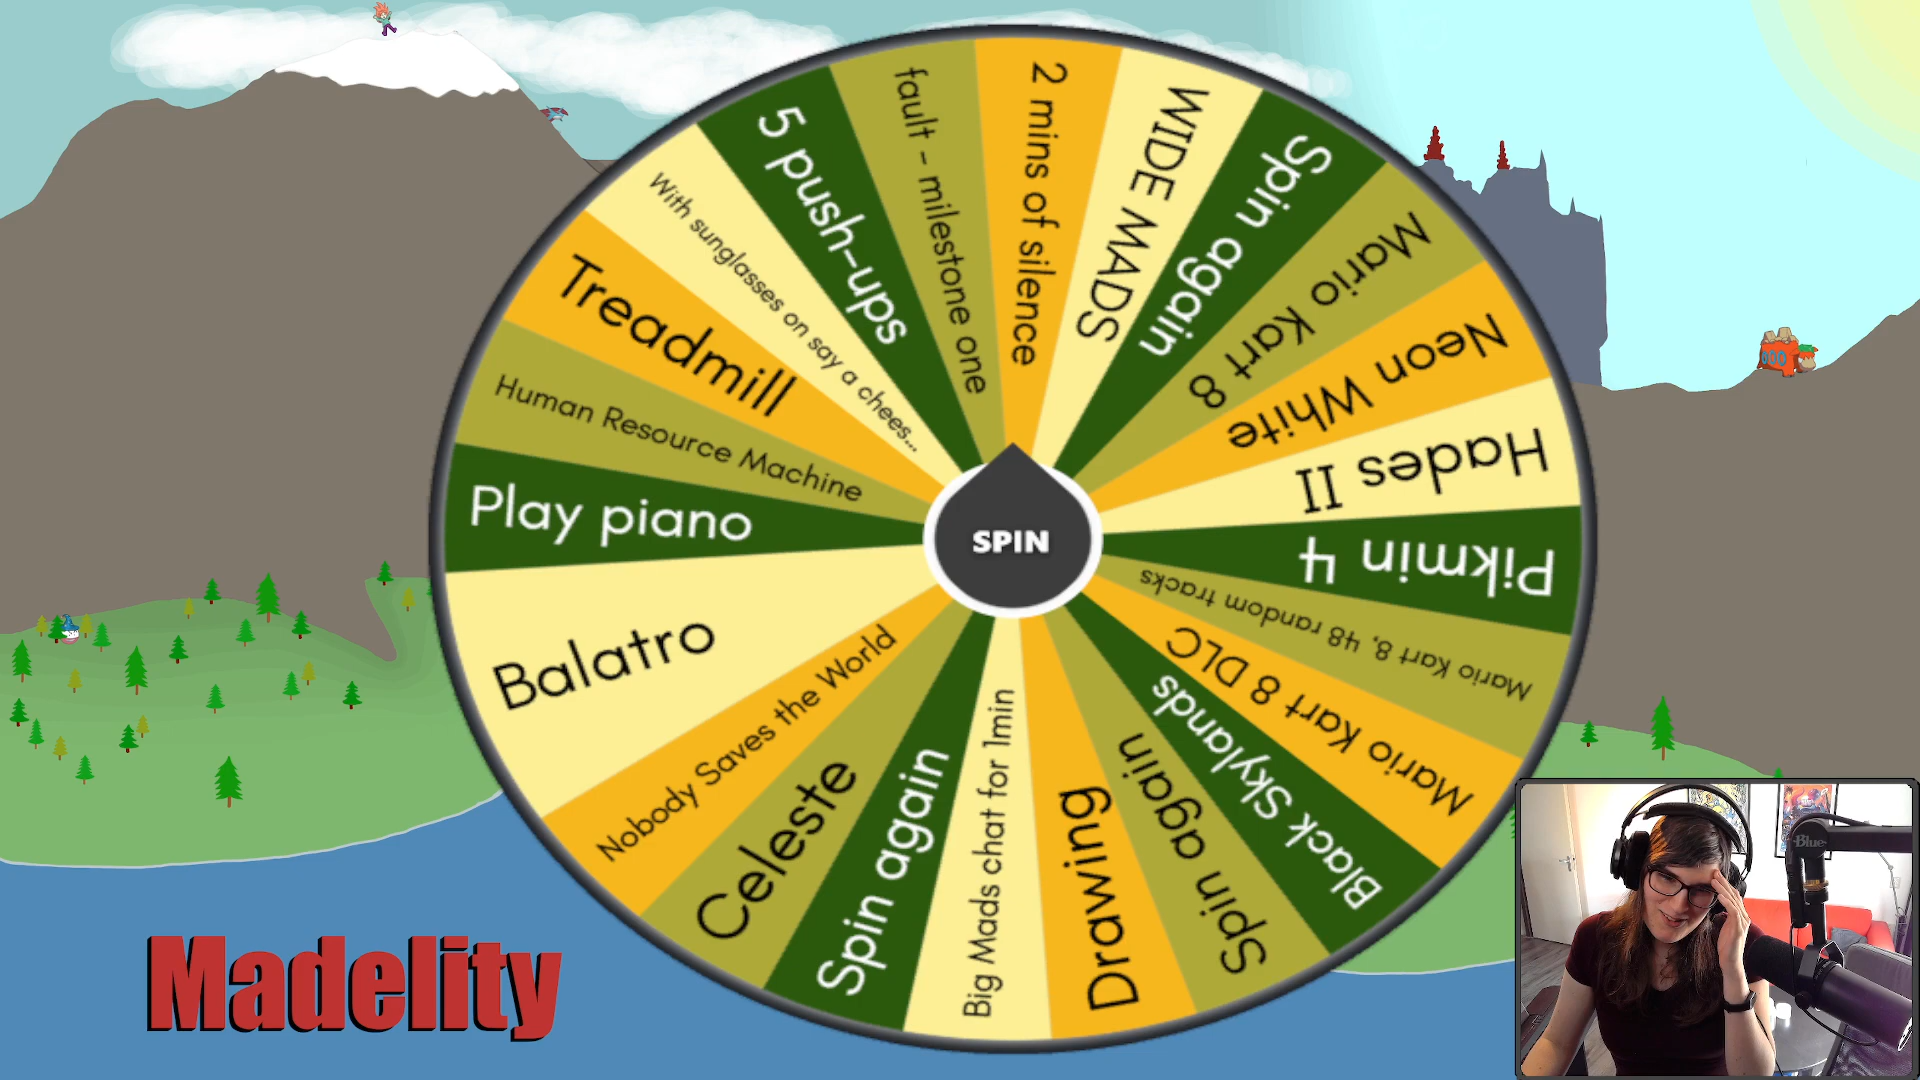 2 mins of silence
WIDE MADS
Spin again
Mario Kart 8
Neon White
Hades II
Pikmin 4
Mario Kart 8, 48 random tracks
Mario Kart 8 DLC
Black Skylands
Spin again
Drawing
Big Mads chat for 1min
Spin again
Celeste
Nobody Saves the World
Balatro
Play piano
Human Resource Machine
Treadmill
With sunglasses on say a chees...
5 push-ups
fault - milestone one
SPIN
Madelity
Blue